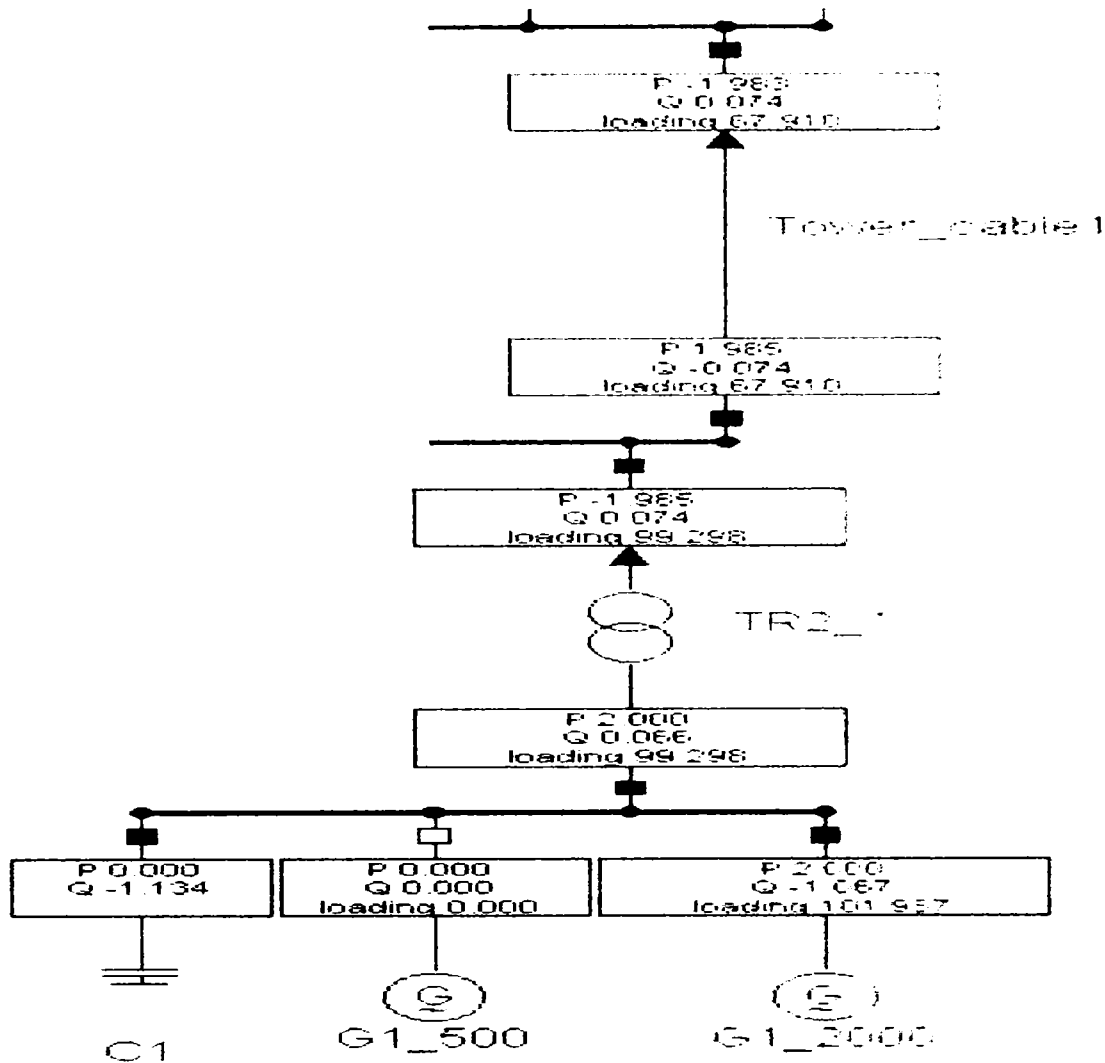 P -1.983
Q 0.074
loading 67.910
Tower_cable1
P 1.985
Q -0.074
loading 67.910
P -1.985
Q 0.074
loading 99.298
TR2_1
P 2.000
Q 0.066
loading 99.298
P 0.000
Q -1.134
P 0.000
Q 0.000
loading 0.000
P 2.000
Q -1.067
loading 101.957
G
G
C1
G1_500
G1_2000